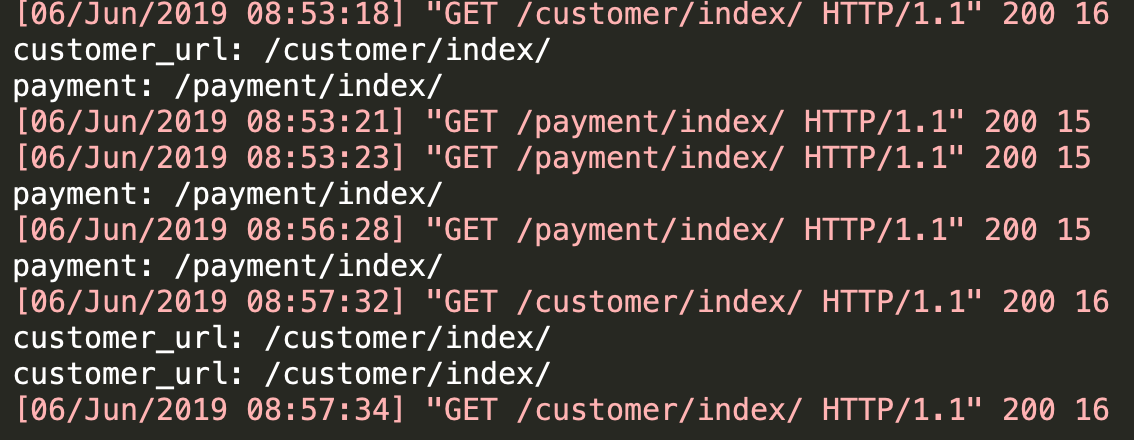 [06/Jun/2019 08:53:18] "GET /customer/index/ HTTP/1.1" 200 16
customer_url: /customer/index/
payment: /payment/index/
[06/Jun/2019 08:53:21] "GET /payment/index/ HTTP/1.1" 200 15
[06/Jun/2019 08:53:23] "GET /payment/index/ HTTP/1.1" 200 15
payment: /payment/index/
[06/Jun/2019 08:56:28] "GET /payment/index/ HTTP/1.1" 200 15
payment: /payment/index/
[06/Jun/2019 08:57:32] "GET /customer/index/ HTTP/1.1" 200 16
customer_url: /customer/index/
customer_url: /customer/index/
[06/Jun/2019 08:57:34] "GET /customer/index/ HTTP/1.1" 200 16